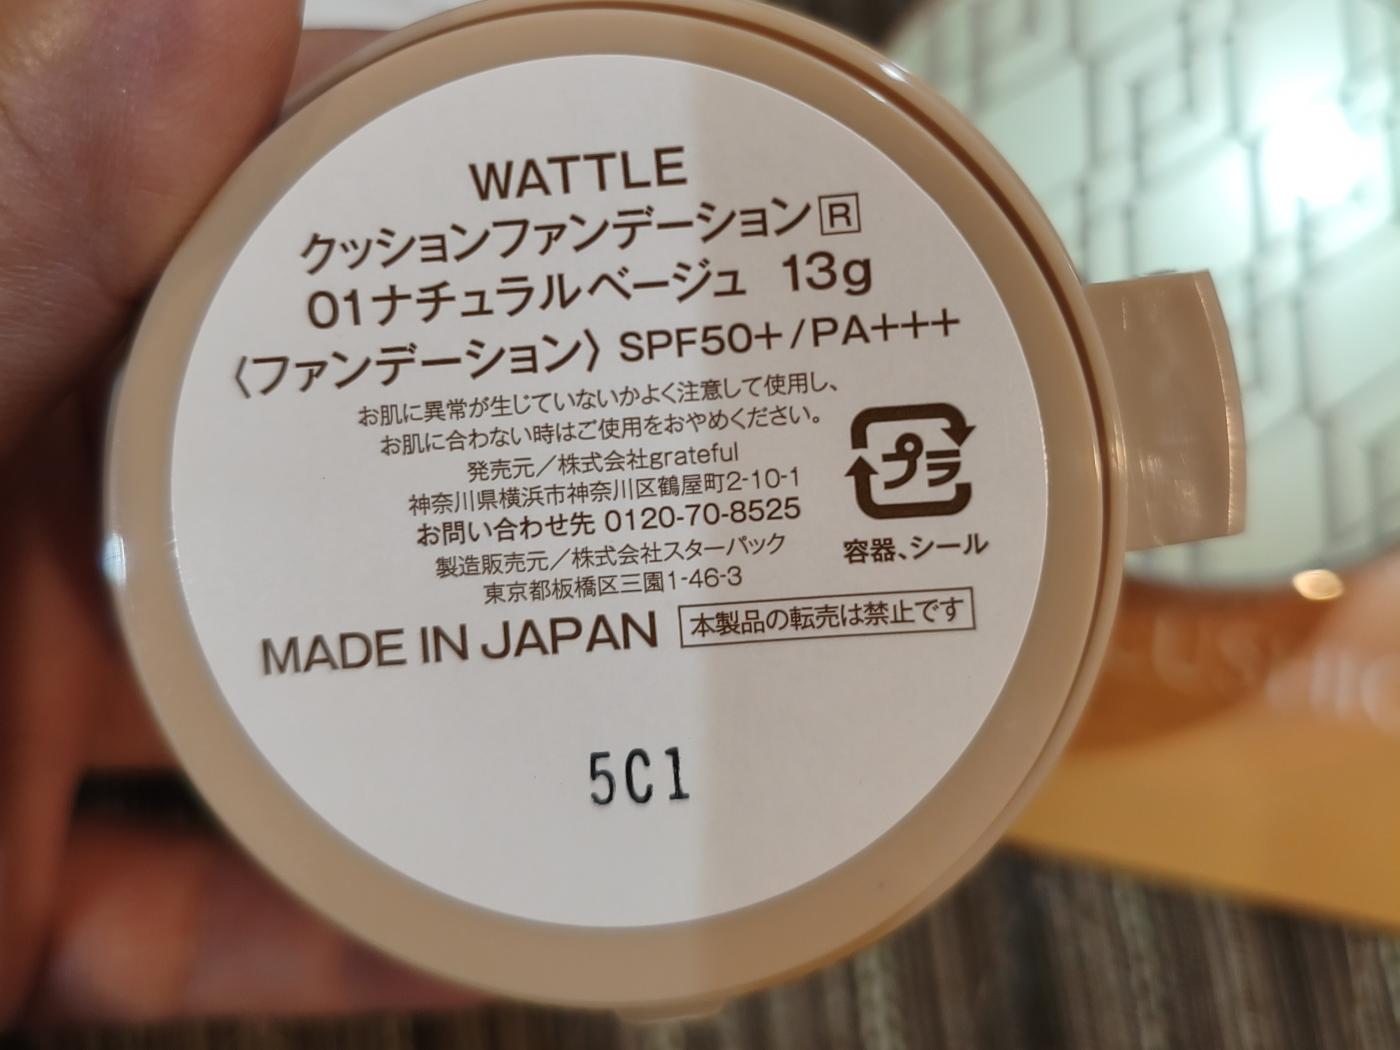 WATTLE
クッションファンデーションR
01ナチュラルベージュ 13g
〈ファンデーション〉 SPF50+/PA+++
お肌に異常が生じていないかよく注意して使用し、
お肌に合わない時はご使用をおやめください。
発売元／株式会社grateful
神奈川県横浜市神奈川区鶴屋町2-10-1
お問い合わせ先 0120-70-8525
製造販売元／株式会社スターパック
東京都板橋区三園1-46-3
プラ
容器、シール
MADE IN JAPAN 本製品の転売は禁止です
5C1